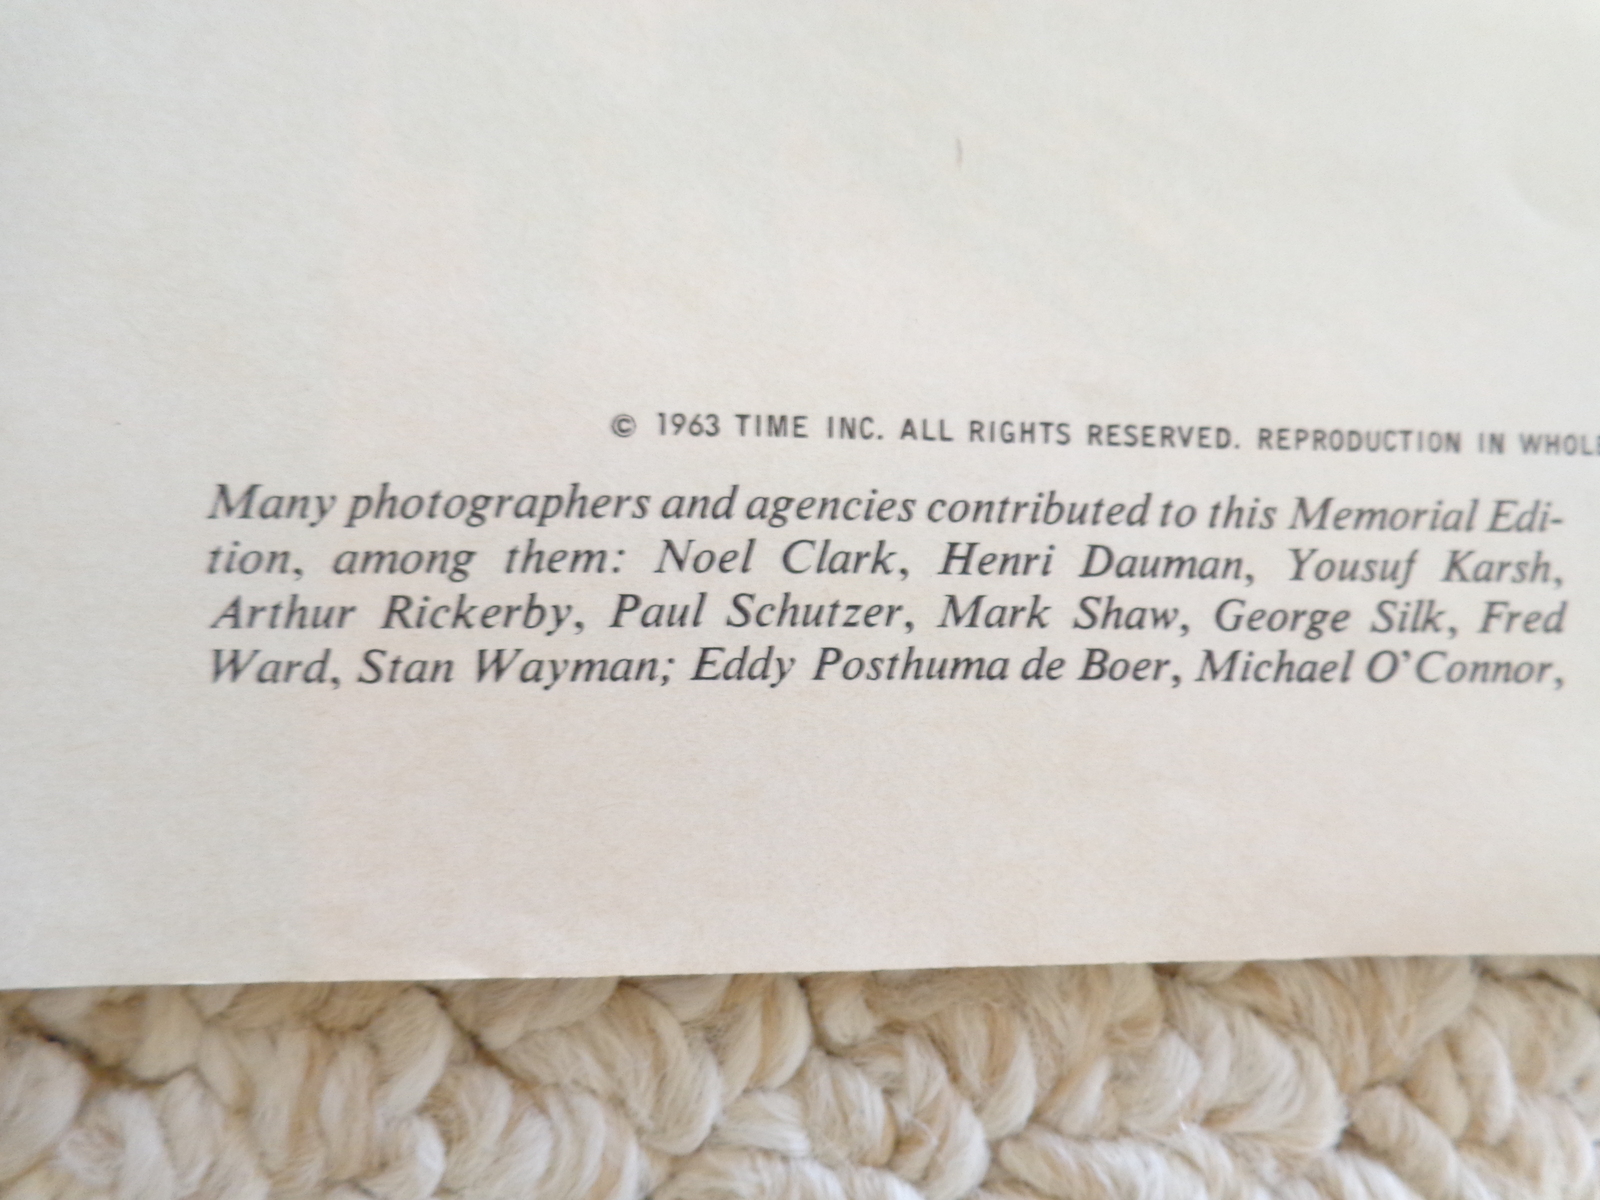 © 1963 TIME INC. ALL RIGHTS RESERVED. REPRODUCTION IN WHOLE
Many photographers and agencies contributed to this Memorial Edi-
tion, among them: Noel Clark, Henri Dauman, Yousuf Karsh,
Arthur Rickerby, Paul Schutzer, Mark Shaw, George Silk, Fred
Ward, Stan Wayman; Eddy Posthuma de Boer, Michael O'Connor,